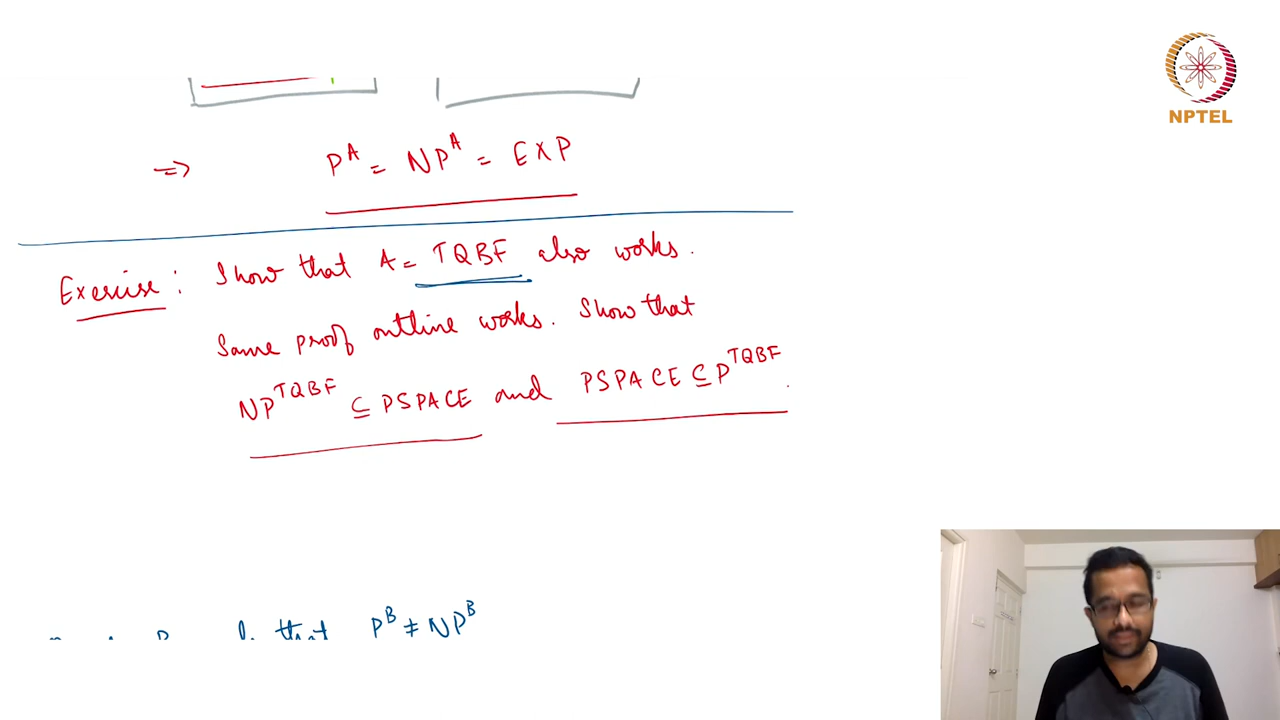 NPTEL
=> P^A = NP^A = EXP
Exercise: Show that A = TQBF also works.
Same proof outline works. Show that
NP^TQBF ⊆ PSPACE and PSPACE ⊆ P^TQBF.
that P^B ≠ NP^B